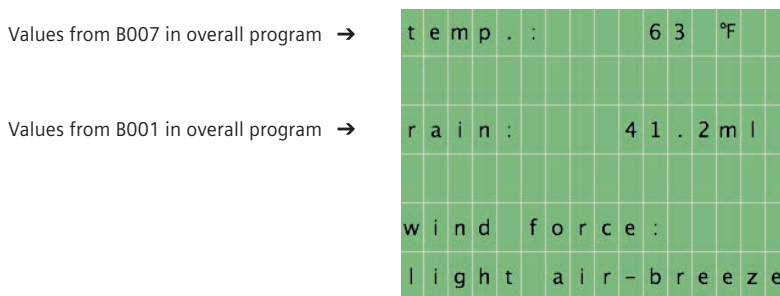 Values from B007 in overall program ➔ temp.: 63 °F
Values from B001 in overall program ➔ rain: 41.2ml
wind force:
light air-breeze